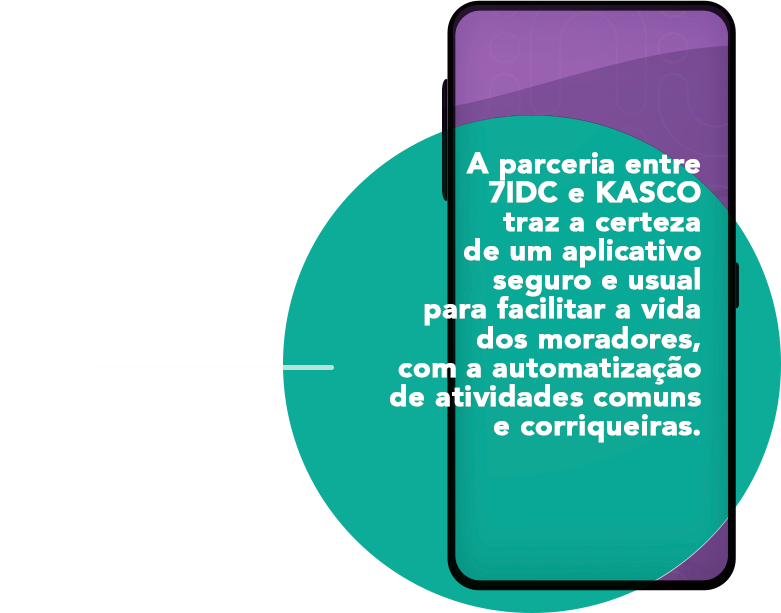 A parceria entre
7IDC e KASCO
traz a certeza
de um aplicativo
seguro e usual
para facilitar a vida
dos moradores,
com a automatização
de atividades comuns
e corriqueiras.